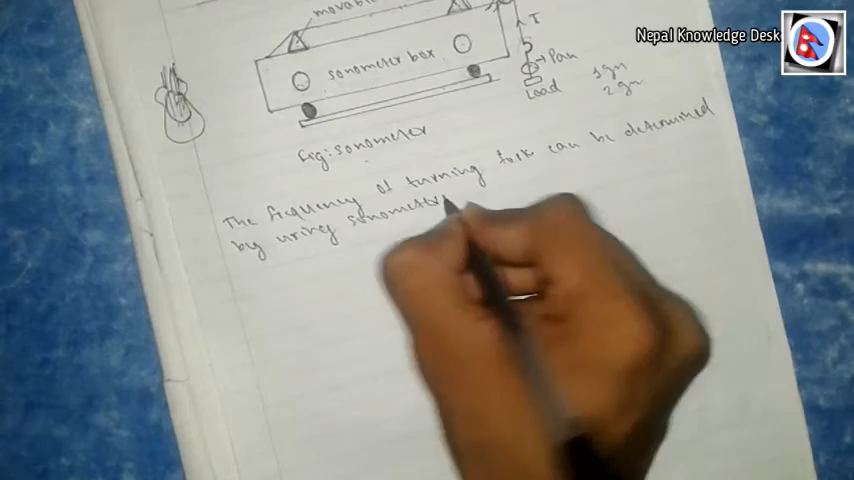 movable
T
Nepal Knowledge Desk
sonometer box
Pan
Load
1gm
2gm
Fig: Sonometer
The frequency of turning fork can be determined
by using sonometer